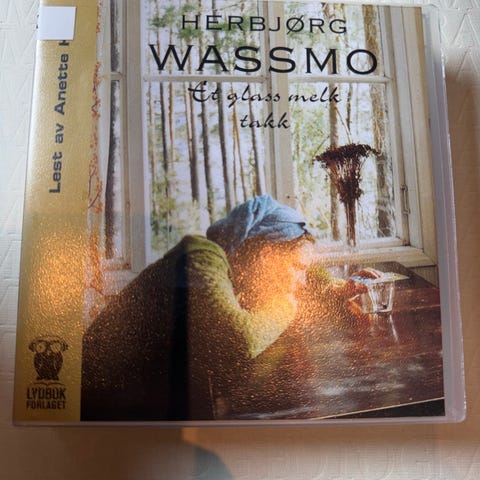 HERBJØRG
WASSMO
Et glass melk
takk
Lest av Anette
LYDBOK
FORLAGET